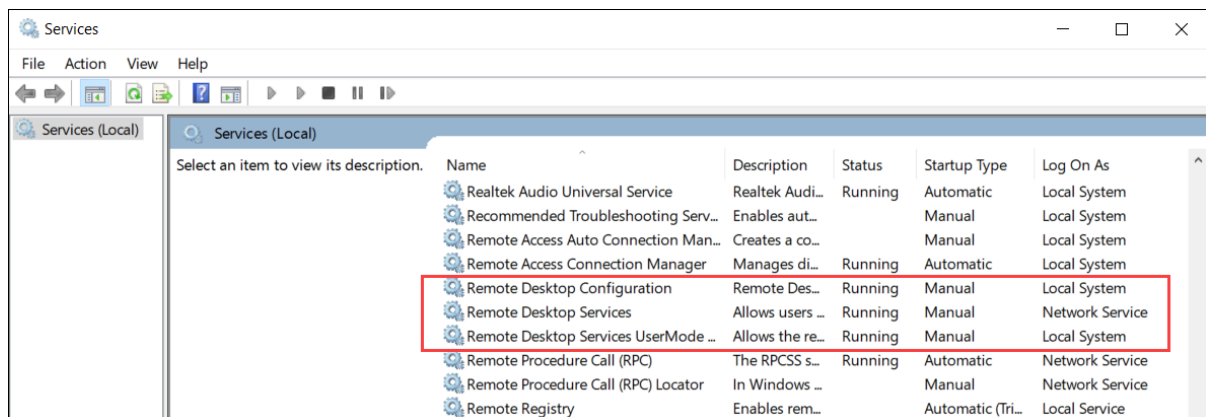 Services
File Action View Help
Services (Local)
Services (Local)
Select an item to view its description.
Name Description Status Startup Type Log On As
Realtek Audio Universal Service Realtek Audi... Running Automatic Local System
Recommended Troubleshooting Serv... Enables aut... Manual Local System
Remote Access Auto Connection Man... Creates a co... Manual Local System
Remote Access Connection Manager Manages di... Running Automatic Local System
Remote Desktop Configuration Remote Des... Running Manual Local System
Remote Desktop Services Allows users ... Running Manual Network Service
Remote Desktop Services UserMode ... Allows the re... Running Manual Local System
Remote Procedure Call (RPC) The RPCSS s... Running Automatic Network Service
Remote Procedure Call (RPC) Locator In Windows ... Manual Network Service
Remote Registry Enables rem... Automatic (Tri... Local Service